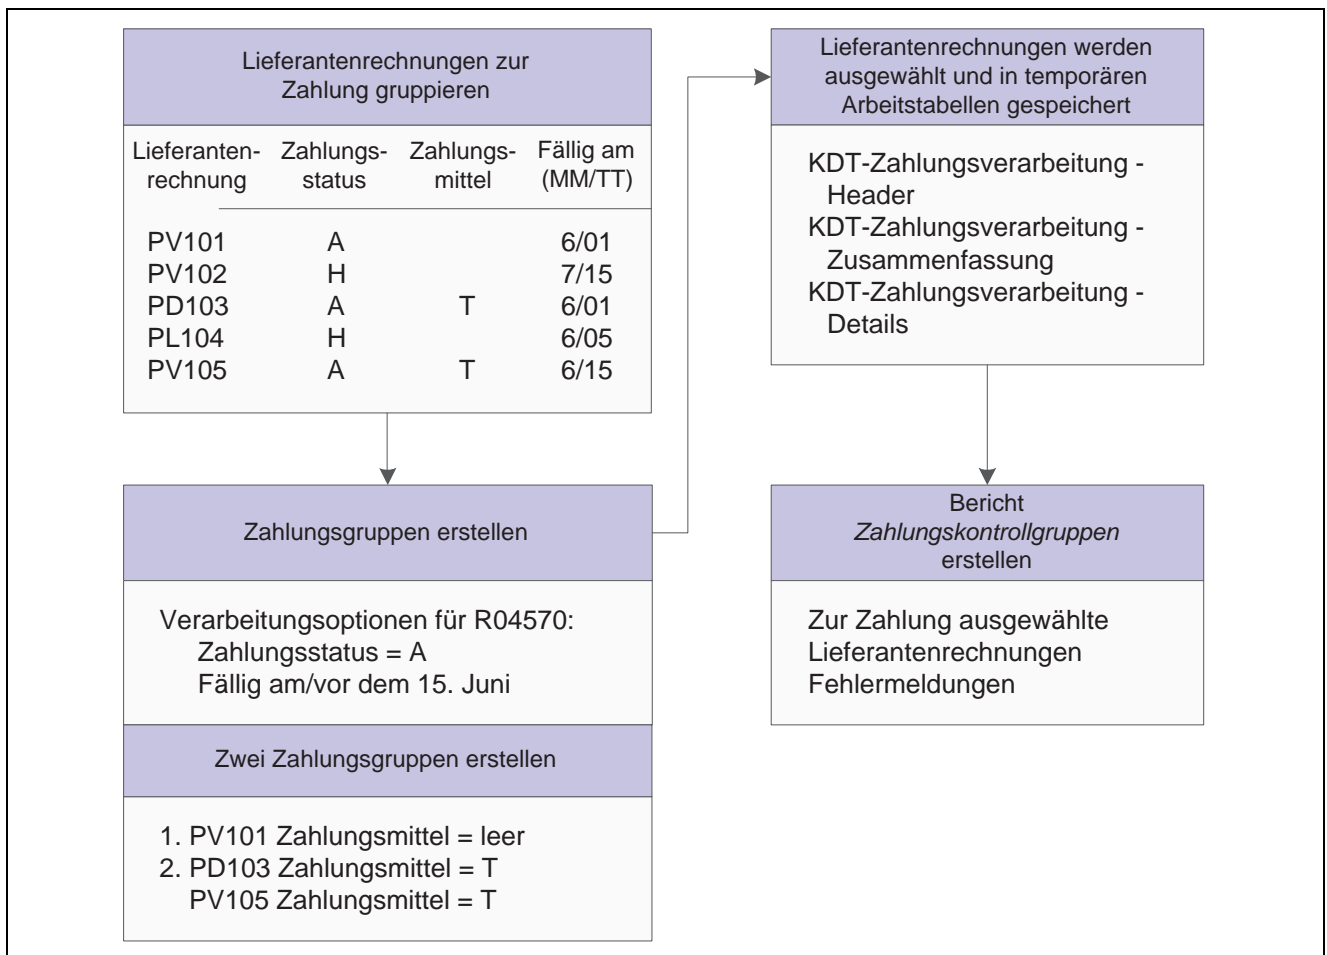 Lieferantenrechnungen zur
Zahlung gruppieren
Lieferanten- Zahlungs- Zahlungs- Fällig am
rechnung status mittel (MM/TT)
PV101 A 6/01
PV102 H 7/15
PD103 A T 6/01
PL104 H 6/05
PV105 A T 6/15
Zahlungsgruppen erstellen
Verarbeitungsoptionen für R04570:
Zahlungsstatus = A
Fällig am/vor dem 15. Juni
Zwei Zahlungsgruppen erstellen
1. PV101 Zahlungsmittel = leer
2. PD103 Zahlungsmittel = T
PV105 Zahlungsmittel = T
Lieferantenrechnungen werden
ausgewählt und in temporären
Arbeitstabellen gespeichert
KDT-Zahlungsverarbeitung -
Header
KDT-Zahlungsverarbeitung -
Zusammenfassung
KDT-Zahlungsverarbeitung -
Details
Bericht
Zahlungskontrollgruppen
erstellen
Zur Zahlung ausgewählte
Lieferantenrechnungen
Fehlermeldungen